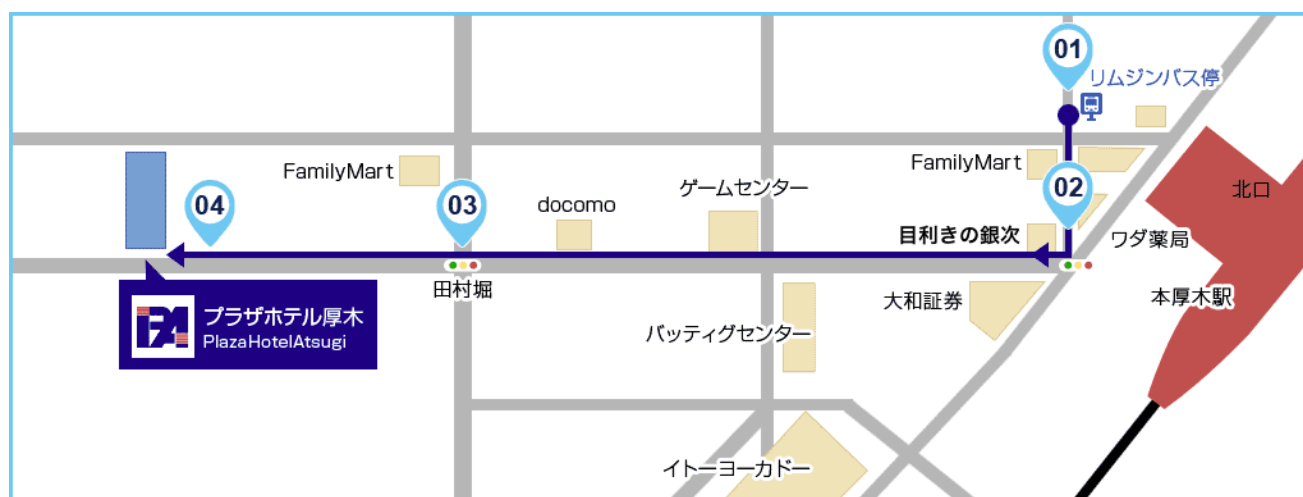 01
リムジンバス停
FamilyMart
02
北口
ゲームセンター
FamilyMart
04
03
docomo
目利きの銀次
ワダ薬局
田村堀
大和証券
本厚木駅
プラザホテル厚木
PlazaHotelAtsugi
バッティグセンター
イトーヨーカドー